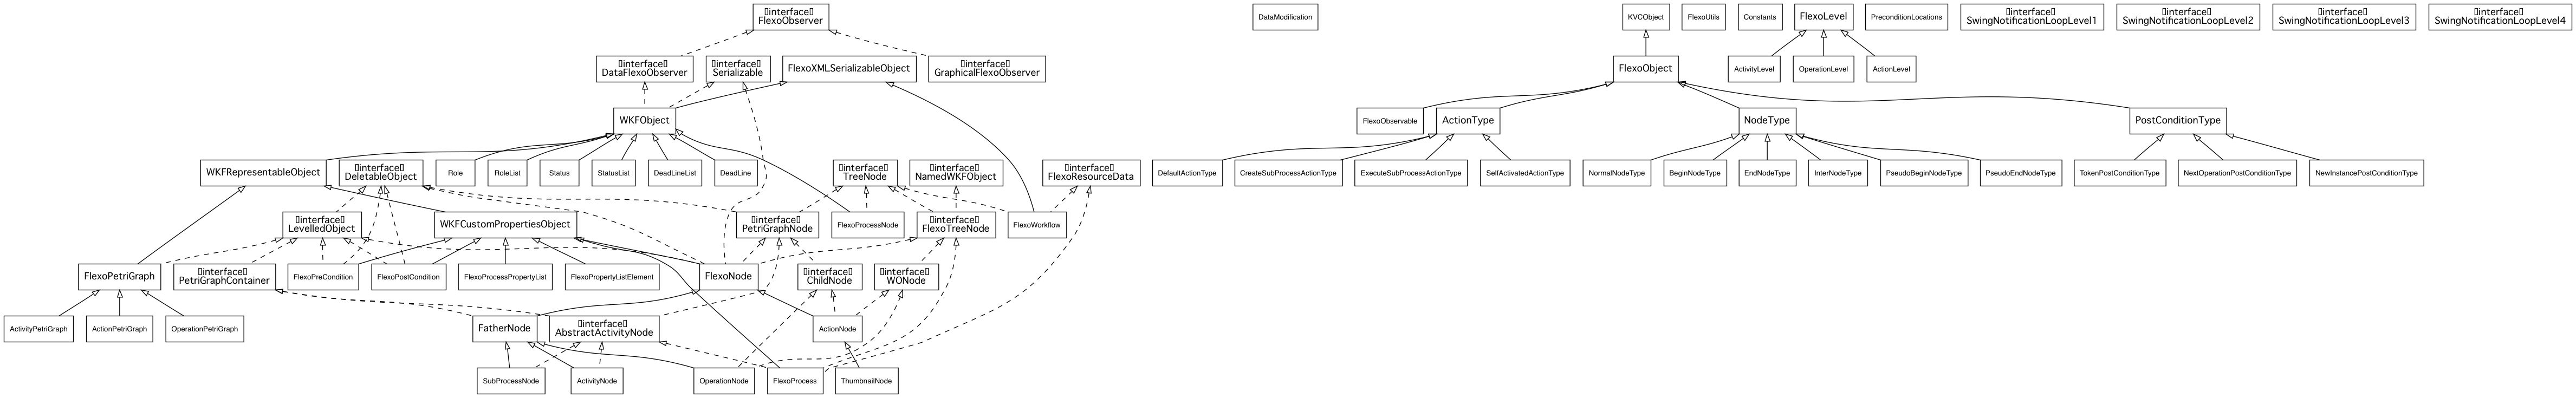 ▯interface▯
FlexoObserver
DataModification
KVCObject
FlexoUtils
Constants
FlexoLevel
PreconditionLocations
▯interface▯
SwingNotificationLoopLevel1
▯interface▯
SwingNotificationLoopLevel2
▯interface▯
SwingNotificationLoopLevel3
▯interface▯
SwingNotificationLoopLevel4
▯interface▯
DataFlexoObserver
▯interface▯
Serializable
FlexoXMLSerializableObject
▯interface▯
GraphicalFlexoObserver
FlexoObject
ActivityLevel
OperationLevel
ActionLevel
WKFObject
FlexoObservable
ActionType
NodeType
PostConditionType
WKFRepresentableObject
▯interface▯
DeletableObject
Role
RoleList
Status
StatusList
DeadLineList
DeadLine
▯interface▯
TreeNode
▯interface▯
NamedWKFObject
▯interface▯
FlexoResourceData
DefaultActionType
CreateSubProcessActionType
ExecuteSubProcessActionType
SelfActivatedActionType
NormalNodeType
BeginNodeType
EndNodeType
InterNodeType
PseudoBeginNodeType
PseudoEndNodeType
TokenPostConditionType
NextOperationPostConditionType
NewInstancePostConditionType
▯interface▯
LevelledObject
WKFCustomPropertiesObject
▯interface▯
PetriGraphNode
FlexoProcessNode
▯interface▯
FlexoTreeNode
FlexoWorkflow
FlexoPetriGraph
▯interface▯
PetriGraphContainer
FlexoPreCondition
FlexoPostCondition
FlexoProcessPropertyList
FlexoPropertyListElement
FlexoNode
▯interface▯
ChildNode
▯interface▯
WONode
ActivityPetriGraph
ActionPetriGraph
OperationPetriGraph
FatherNode
▯interface▯
AbstractActivityNode
ActionNode
SubProcessNode
ActivityNode
OperationNode
FlexoProcess
ThumbnailNode